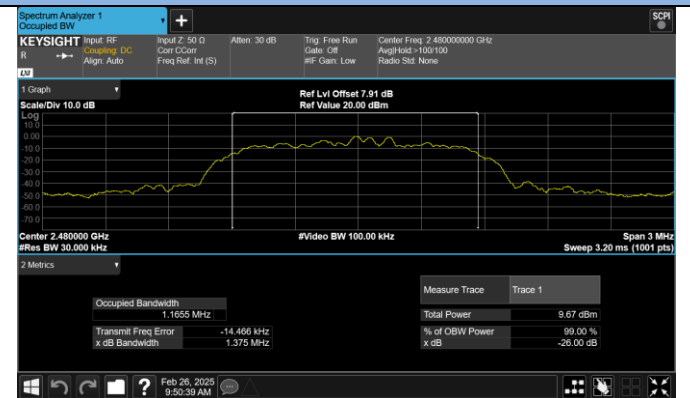 Spectrum Analyzer 1
Occupied BW
+
SCPI
KEYSIGHT
R
LXI
Input: RF
Coupling: DC
Align: Auto
Input Z: 50 Ω
Corr CCorr
Freq Ref: Int (S)
Atten: 30 dB
Trig: Free Run
Gate: Off
#IF Gain: Low
Center Freq: 2.480000000 GHz
Avg|Hold:>100/100
Radio Std: None
1 Graph
Scale/Div 10.0 dB
Ref Lvl Offset 7.91 dB
Ref Value 20.00 dBm
Log
10.0
0.00
-10.0
-20.0
-30.0
-40.0
-50.0
-60.0
-70.0
Center 2.480000 GHz
#Res BW 30.000 kHz
#Video BW 100.00 kHz
Span 3 MHz
Sweep 3.20 ms (1001 pts)
2 Metrics
Occupied Bandwidth
1.1655 MHz
Transmit Freq Error -14.466 kHz
x dB Bandwidth 1.375 MHz
Measure Trace Trace 1
Total Power 9.67 dBm
% of OBW Power 99.00 %
x dB -26.00 dB
?
Feb 26, 2025
9:50:39 AM